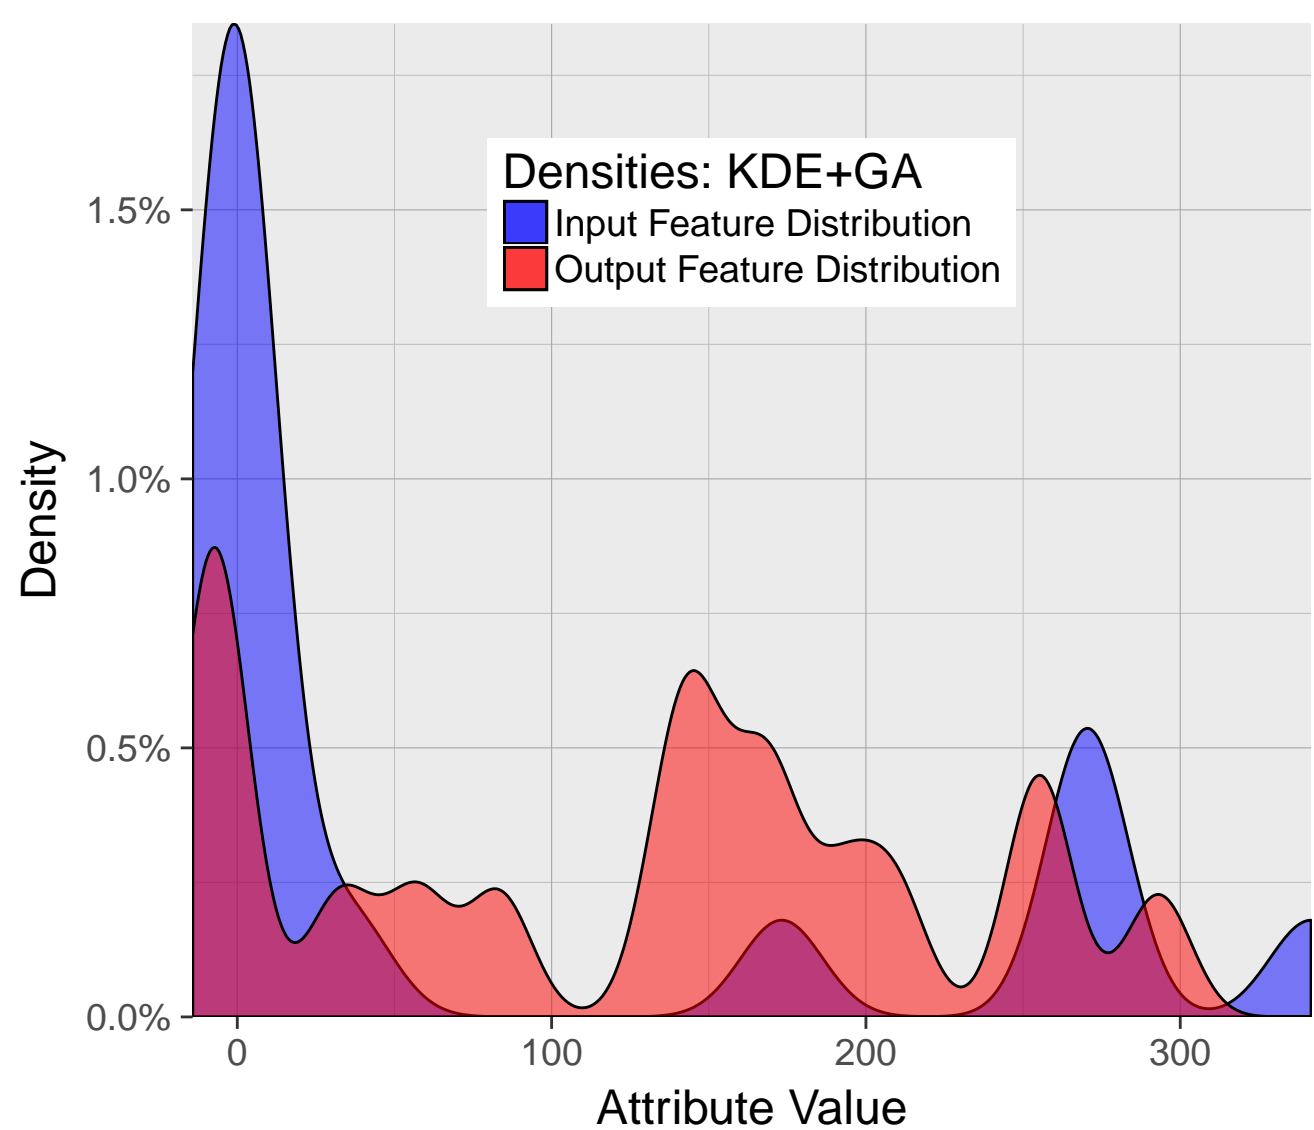 Densities: KDE+GA
Input Feature Distribution
Output Feature Distribution
1.5%
1.0%
0.5%
0.0%
Density
0 100 200 300
Attribute Value